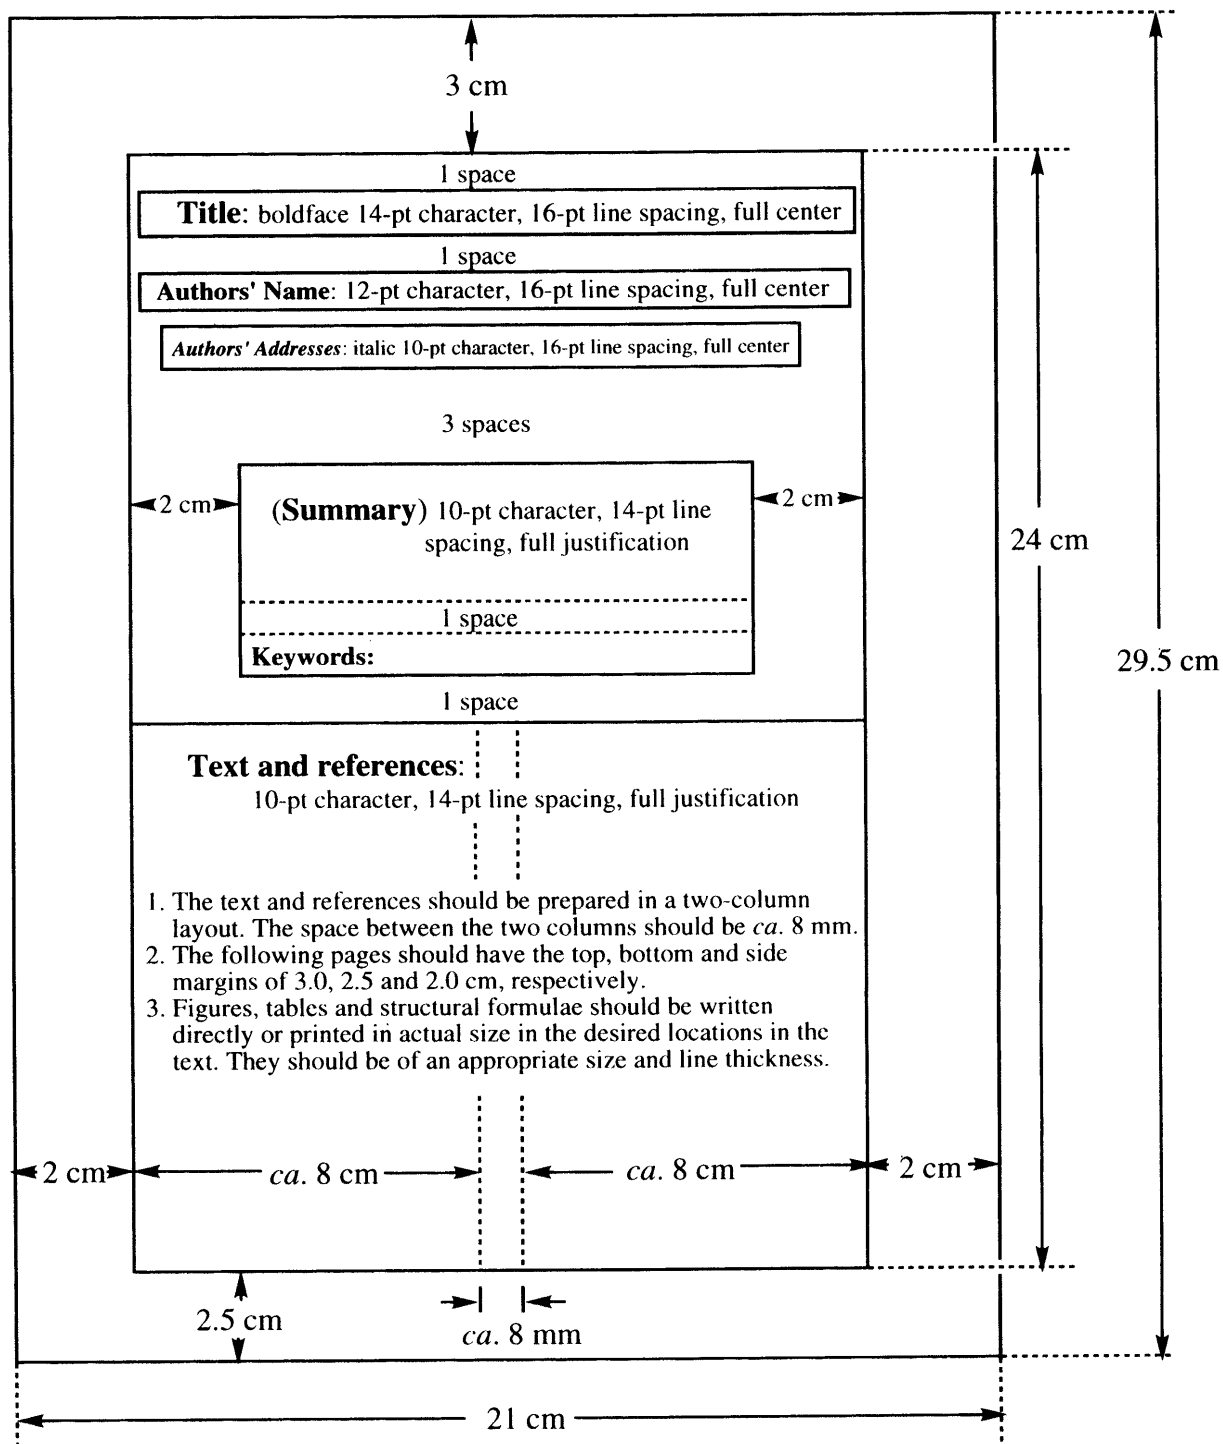 3 cm
1 space
Title: boldface 14-pt character, 16-pt line spacing, full center
1 space
Authors' Name: 12-pt character, 16-pt line spacing, full center
Authors' Addresses: italic 10-pt character, 16-pt line spacing, full center
3 spaces
2 cm
(Summary) 10-pt character, 14-pt line
spacing, full justification
2 cm
24 cm
1 space
Keywords:
29.5 cm
1 space
Text and references:
10-pt character, 14-pt line spacing, full justification
1. The text and references should be prepared in a two-column
layout. The space between the two columns should be ca. 8 mm.
2. The following pages should have the top, bottom and side
margins of 3.0, 2.5 and 2.0 cm, respectively.
3. Figures, tables and structural formulae should be written
directly or printed in actual size in the desired locations in the
text. They should be of an appropriate size and line thickness.
2 cm
ca. 8 cm
ca. 8 cm
2 cm
2.5 cm
ca. 8 mm
21 cm